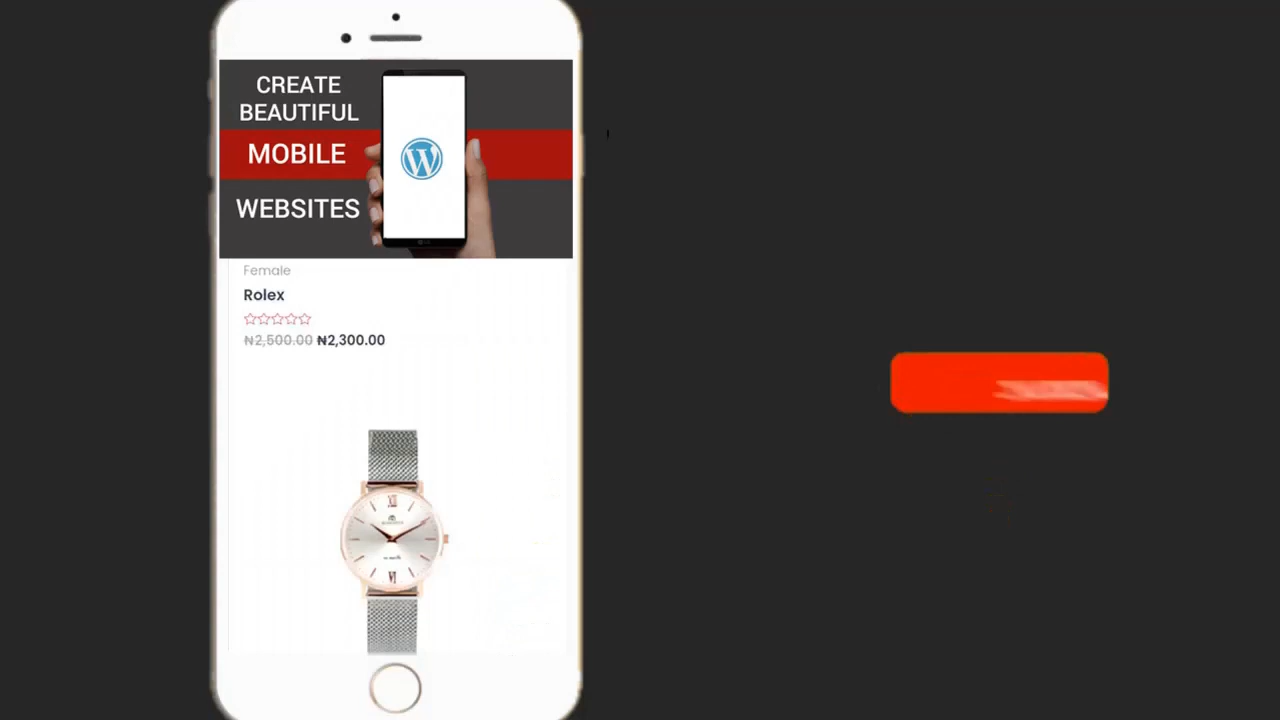 CREATE
BEAUTIFUL
MOBILE
WEBSITES
Female
Rolex
₦2,500.00 ₦2,300.00